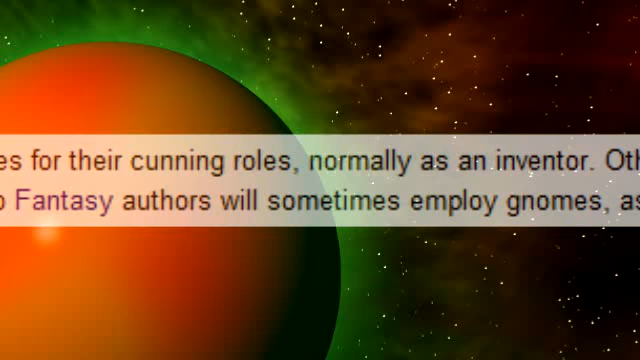 es for their cunning roles, normally as an inventor. Oth
Fantasy authors will sometimes employ gnomes, as